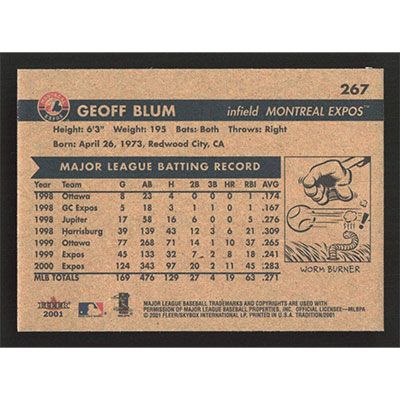 267
GEOFF BLUM infield MONTREAL EXPOS™
Height: 6'3" Weight: 195 Bats: Both Throws: Right
Born: April 26, 1973, Redwood City, CA
MAJOR LEAGUE BATTING RECORD
Year Team G AB H 2B 3B HR RBI AVG
1998 Ottawa 8 23 4 0 0 0 1 .174
1998 GC Expos 5 18 3 0 0 0 1 .167
1998 Jupiter 17 58 16 6 0 0 5 .276
1998 Harrisburg 39 139 43 12 3 6 21 .309
1999 Ottawa 77 268 71 14 1 10 37 .265
1999 Expos 45 133 32 7 2 8 18 .241
2000 Expos 124 343 97 20 2 11 45 .283
MLB TOTALS 169 476 129 27 4 19 63 .271
WORM BURNER
FLEER
2001
MAJOR LEAGUE BASEBALL TRADEMARKS AND COPYRIGHTS ARE USED WITH
PERMISSION OF MAJOR LEAGUE BASEBALL PROPERTIES, INC. OFFICIAL LICENSEE—MLBPA
© 2001 FLEER/SKYBOX INTERNATIONAL LP, PRINTED IN U.S.A. TRADITION/2001